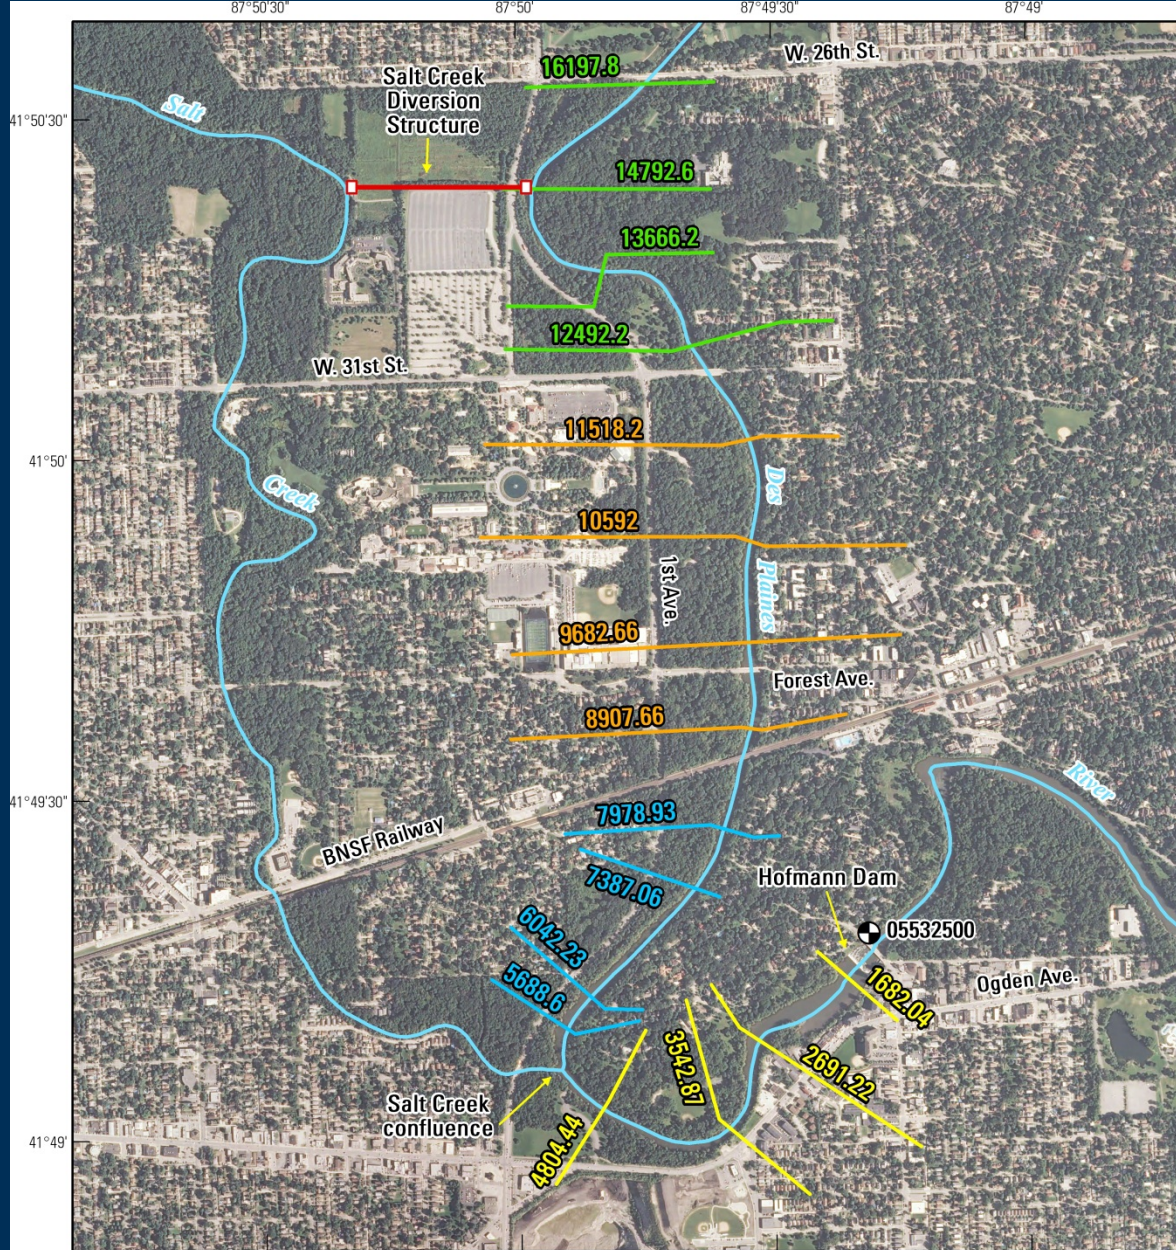 87°50'30"
87°50'
87°49'30"
87°49'
W. 26th St.
16197.8
Salt Creek
Diversion
Structure
Salt
41°50'30"
14792.6
13666.2
12492.2
W. 31st St.
11518.2
41°50'
Des
Creek
10592
1st Ave.
Plaines
9682.66
Forest Ave.
8907.66
River
41°49'30"
7978.93
BNSF Railway
7387.06
Hofmann Dam
6042.23
05532500
5688.6
1682.04
Ogden Ave.
3542.87
2691.22
Salt Creek
confluence
4804.44
41°49'